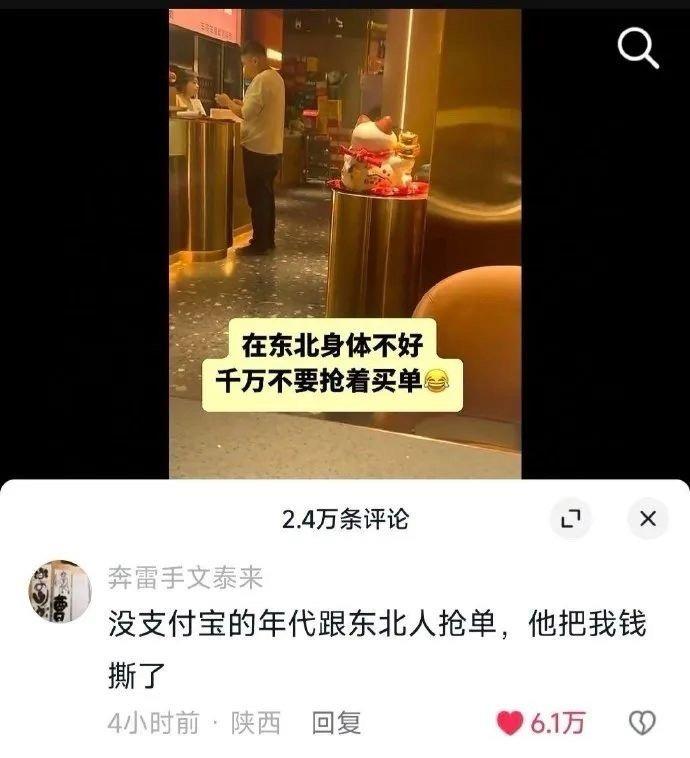 在东北身体不好
千万不要抢着买单😂
2.4万条评论
奔雷手文泰来
没支付宝的年代跟东北人抢单，他把我钱
撕了
4小时前 · 陕西 回复 6.1万